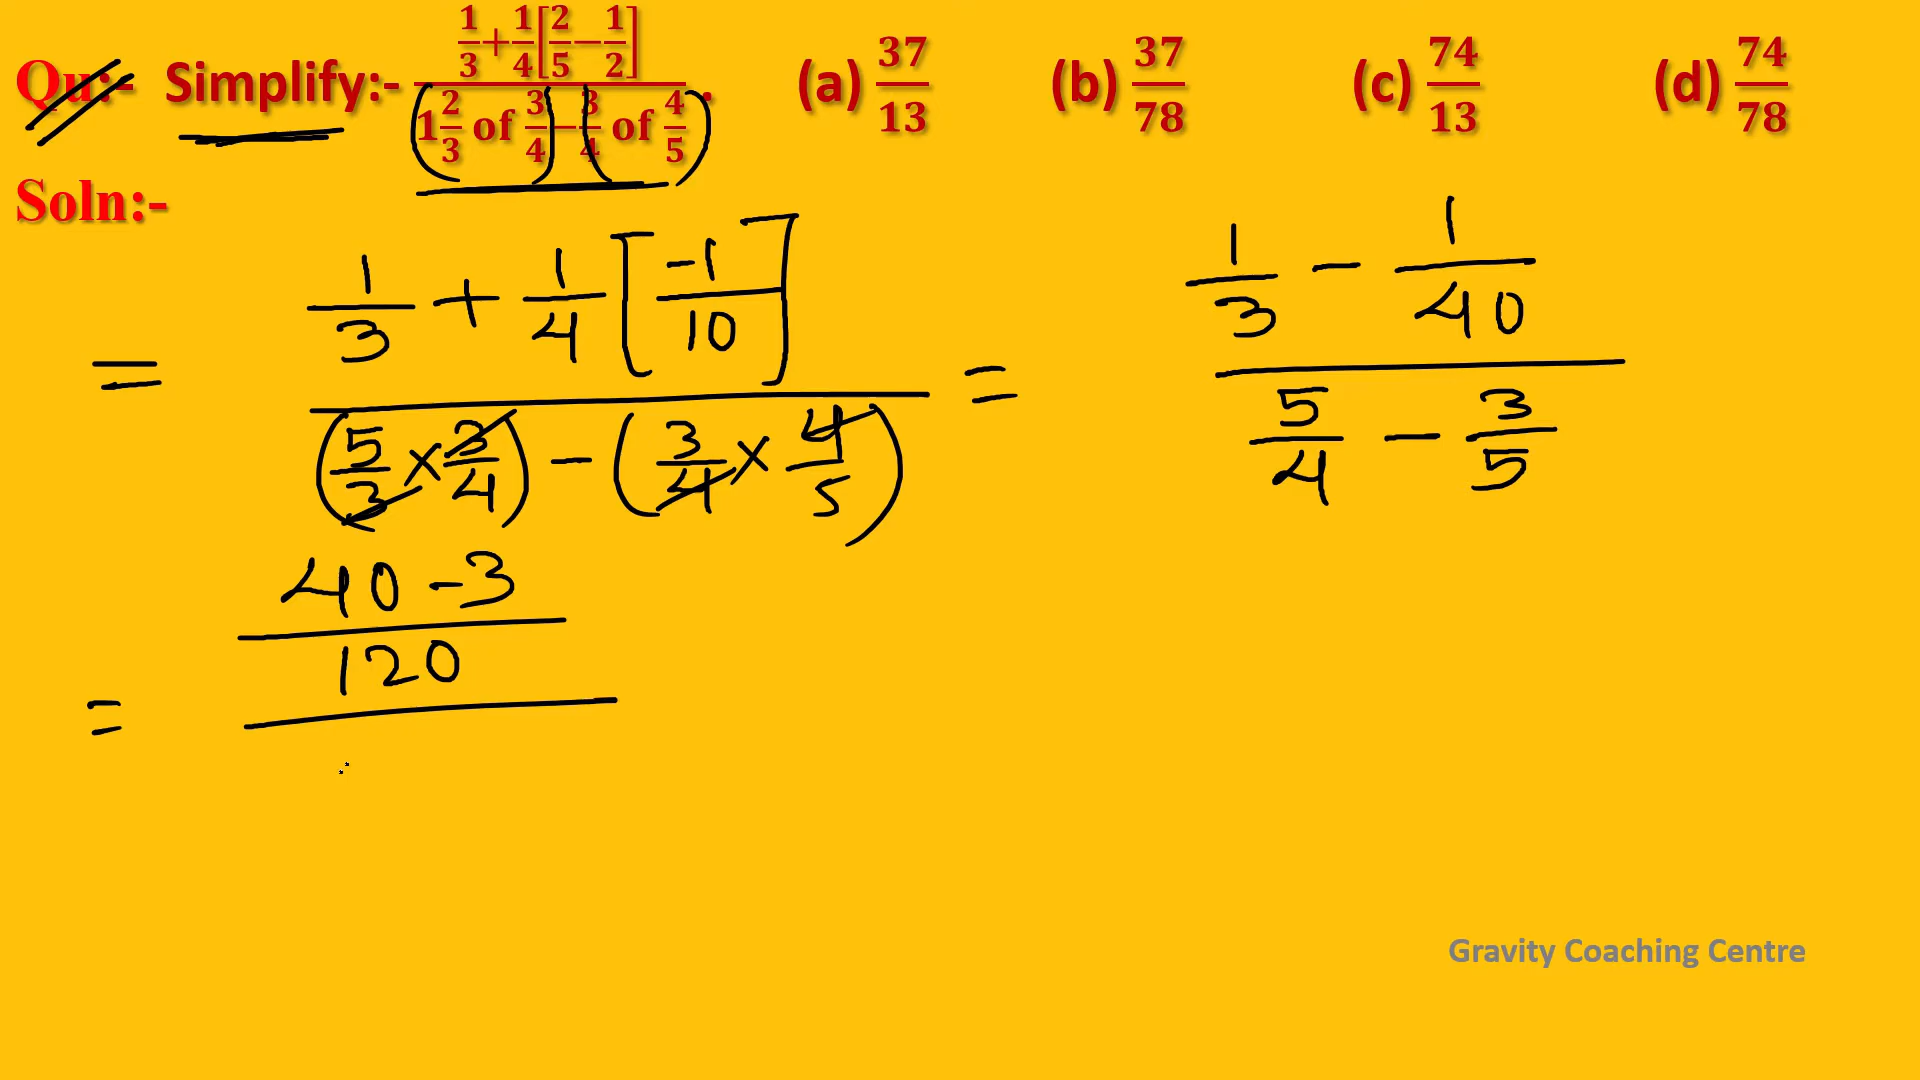 Qu:- Simplify:- (1/3+1/4[2/5−1/2])/(1 2/3 of 3/4−3/4 of 4/5) . (a) 37/13 (b) 37/78 (c) 74/13 (d) 74/78
Soln:-
= (1/3 + 1/4 [-1/10])/((5/3 × 3/4) − (3/4 × 4/5)) = (1/3 − 1/40)/(5/4 − 3/5)
= (40 − 3)/120
Gravity Coaching Centre